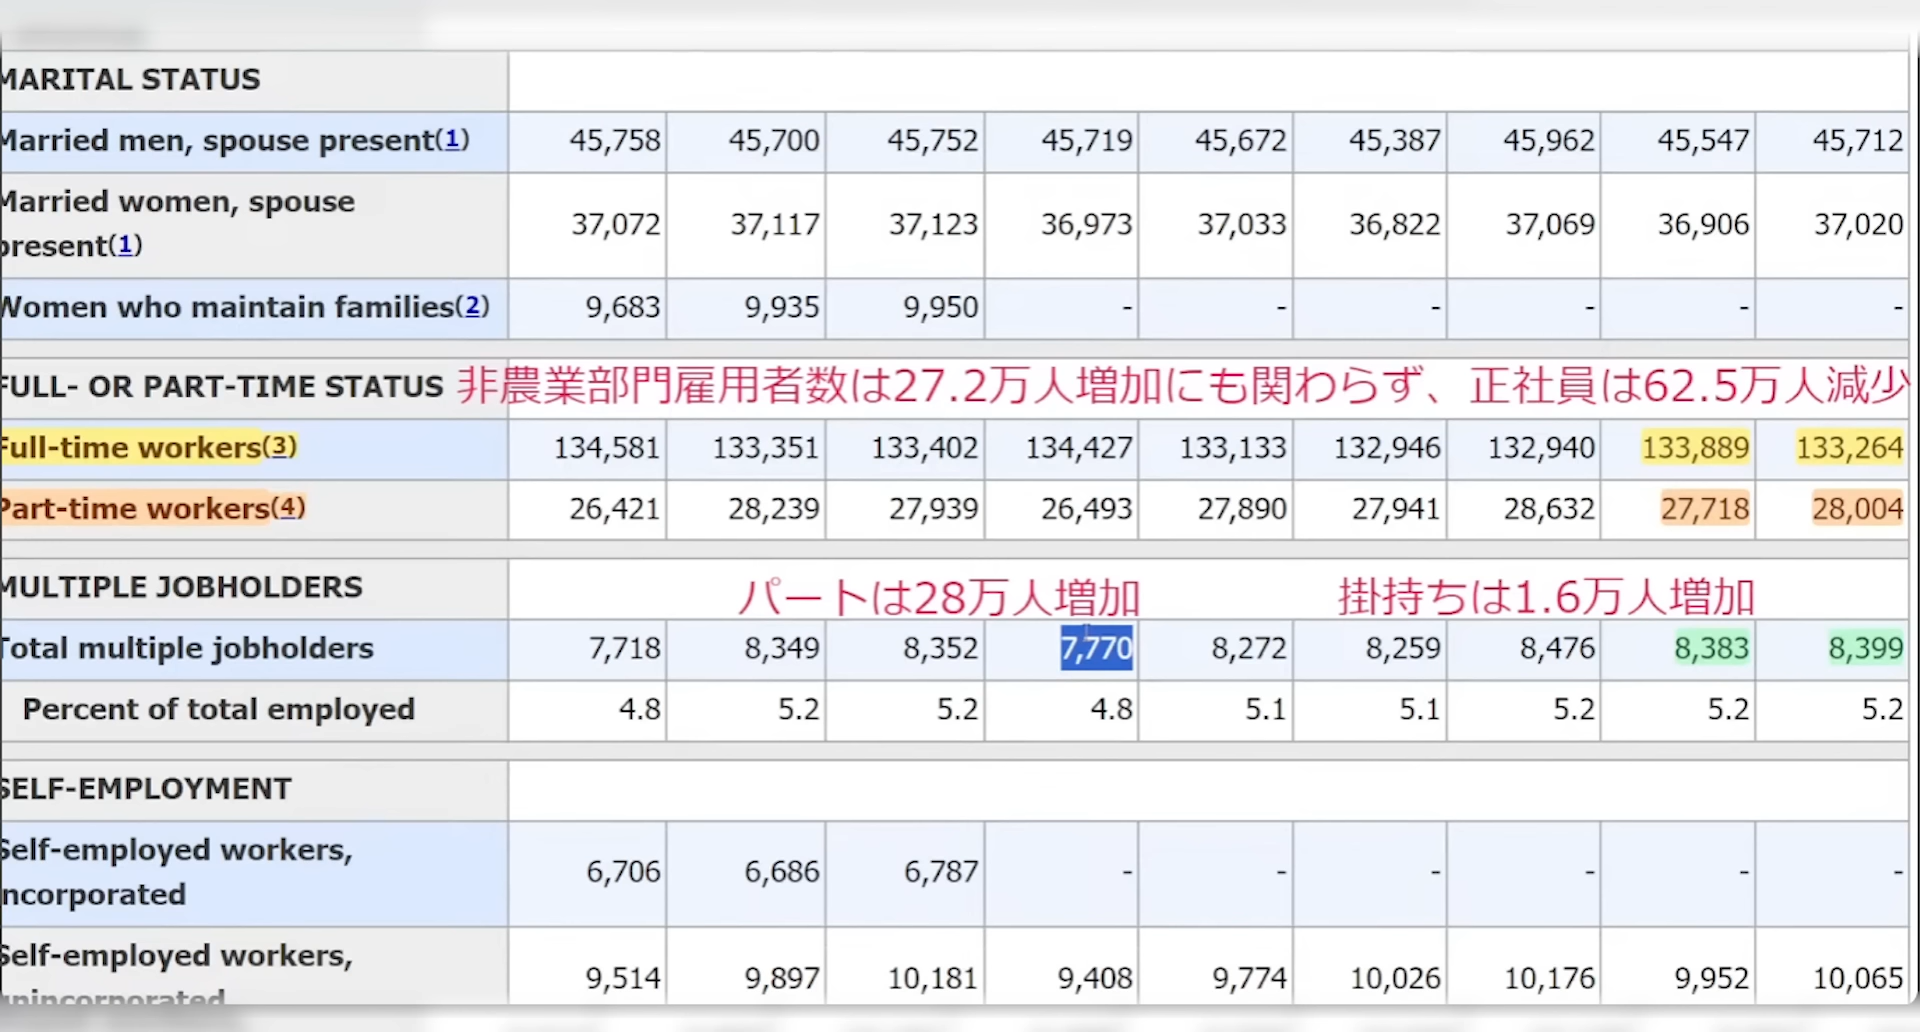 MARITAL STATUS
Married men, spouse present(1) 45,758 45,700 45,752 45,719 45,672 45,387 45,962 45,547 45,712
Married women, spouse
present(1) 37,072 37,117 37,123 36,973 37,033 36,822 37,069 36,906 37,020
Women who maintain families(2) 9,683 9,935 9,950 - - - - - -
FULL- OR PART-TIME STATUS 非農業部門雇用者数は27.2万人増加にも関わらず、正社員は62.5万人減少
Full-time workers(3) 134,581 133,351 133,402 134,427 133,133 132,946 132,940 133,889 133,264
Part-time workers(4) 26,421 28,239 27,939 26,493 27,890 27,941 28,632 27,718 28,004
MULTIPLE JOBHOLDERS パートは28万人増加 掛持ちは1.6万人増加
Total multiple jobholders 7,718 8,349 8,352 7,770 8,272 8,259 8,476 8,383 8,399
Percent of total employed 4.8 5.2 5.2 4.8 5.1 5.1 5.2 5.2 5.2
SELF-EMPLOYMENT
Self-employed workers,
incorporated 6,706 6,686 6,787 - - - - - -
Self-employed workers,
unincorporated 9,514 9,897 10,181 9,408 9,774 10,026 10,176 9,952 10,065